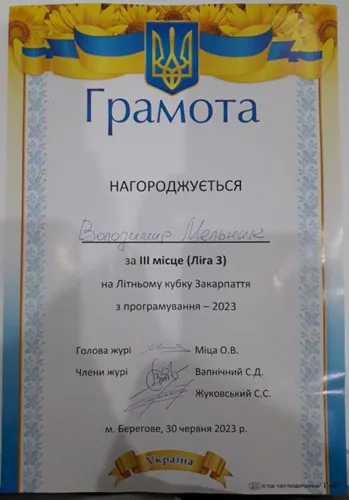 Грамота
НАГОРОДЖУЄТЬСЯ
Володимир Мельник
за III місце (Ліга 3)
на Літньому кубку Закарпаття
з програмування – 2023
Голова журі Міца О.В.
Члени журі Вапнічний С.Д.
Жуковський С.С.
м. Берегове, 30 червня 2023 р.
Україна